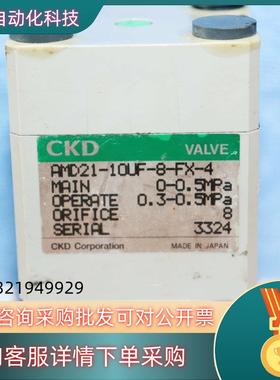 自动化科技
CKD VALVE
AMD21-10UF-8-FX-4
MAIN 0-0.5MPa
OPERATE 0.3-0.5MPa
ORIFICE 8
SERIAL 3324
CKD Corporation MADE IN JAPAN
321949929
咨询采购批发可对公开票
客服详情下单采购